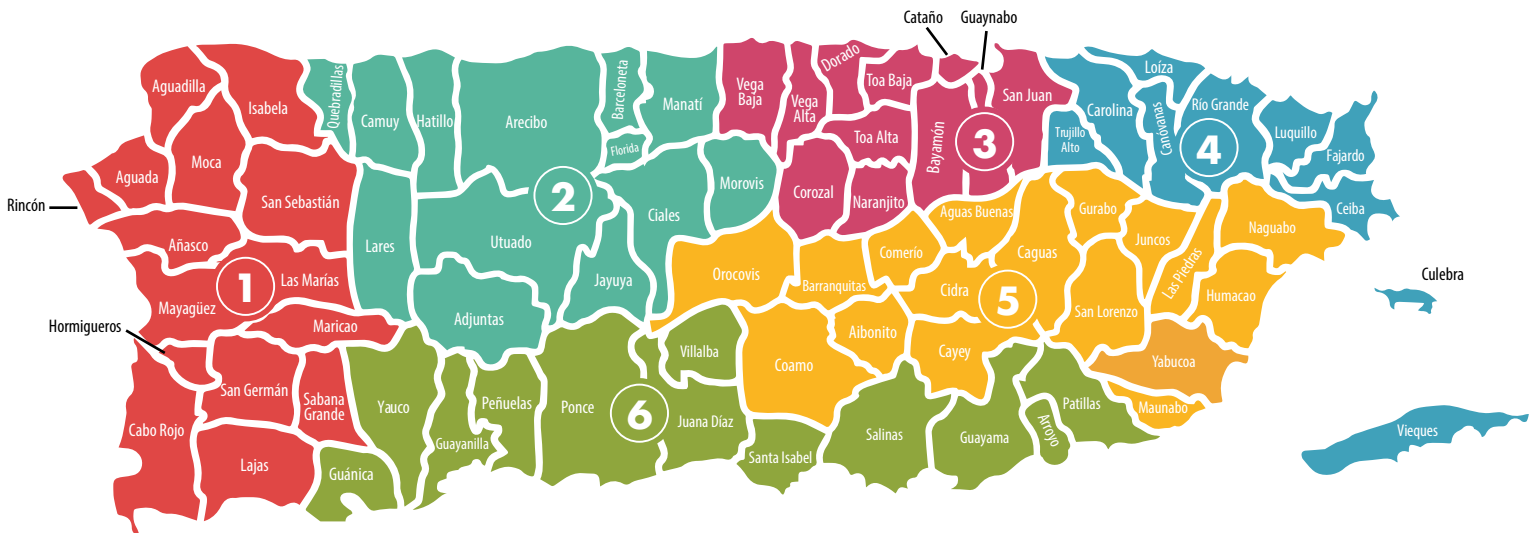 Cataño
Guaynabo
Aguadilla
Isabela
Quebradillas
Camuy
Hatillo
Arecibo
Barceloneta
Florida
Manatí
Vega
Baja
Vega
Alta
Dorado
Toa Baja
Toa Alta
Bayamón
San Juan
3
Carolina
Trujillo
Alto
Loíza
Canóvanas
Río Grande
4
Luquillo
Fajardo
Ceiba
Moca
Aguada
Rincón
San Sebastián
Añasco
Las Marías
1
Mayagüez
Hormigueros
Maricao
San Germán
Sabana
Grande
Cabo Rojo
Lajas
Lares
2
Utuado
Ciales
Morovis
Jayuya
Adjuntas
Corozal
Naranjito
Aguas Buenas
Gurabo
Juncos
Naguabo
Caguas
Comerío
Orocovis
Barranquitas
Cidra
5
Las Piedras
Humacao
San Lorenzo
Aibonito
Cayey
Coamo
Yabucoa
Maunabo
Culebra
Vieques
Villalba
Yauco
Guayanilla
Peñuelas
Ponce
6
Juana Díaz
Guánica
Santa Isabel
Salinas
Guayama
Arroyo
Patillas